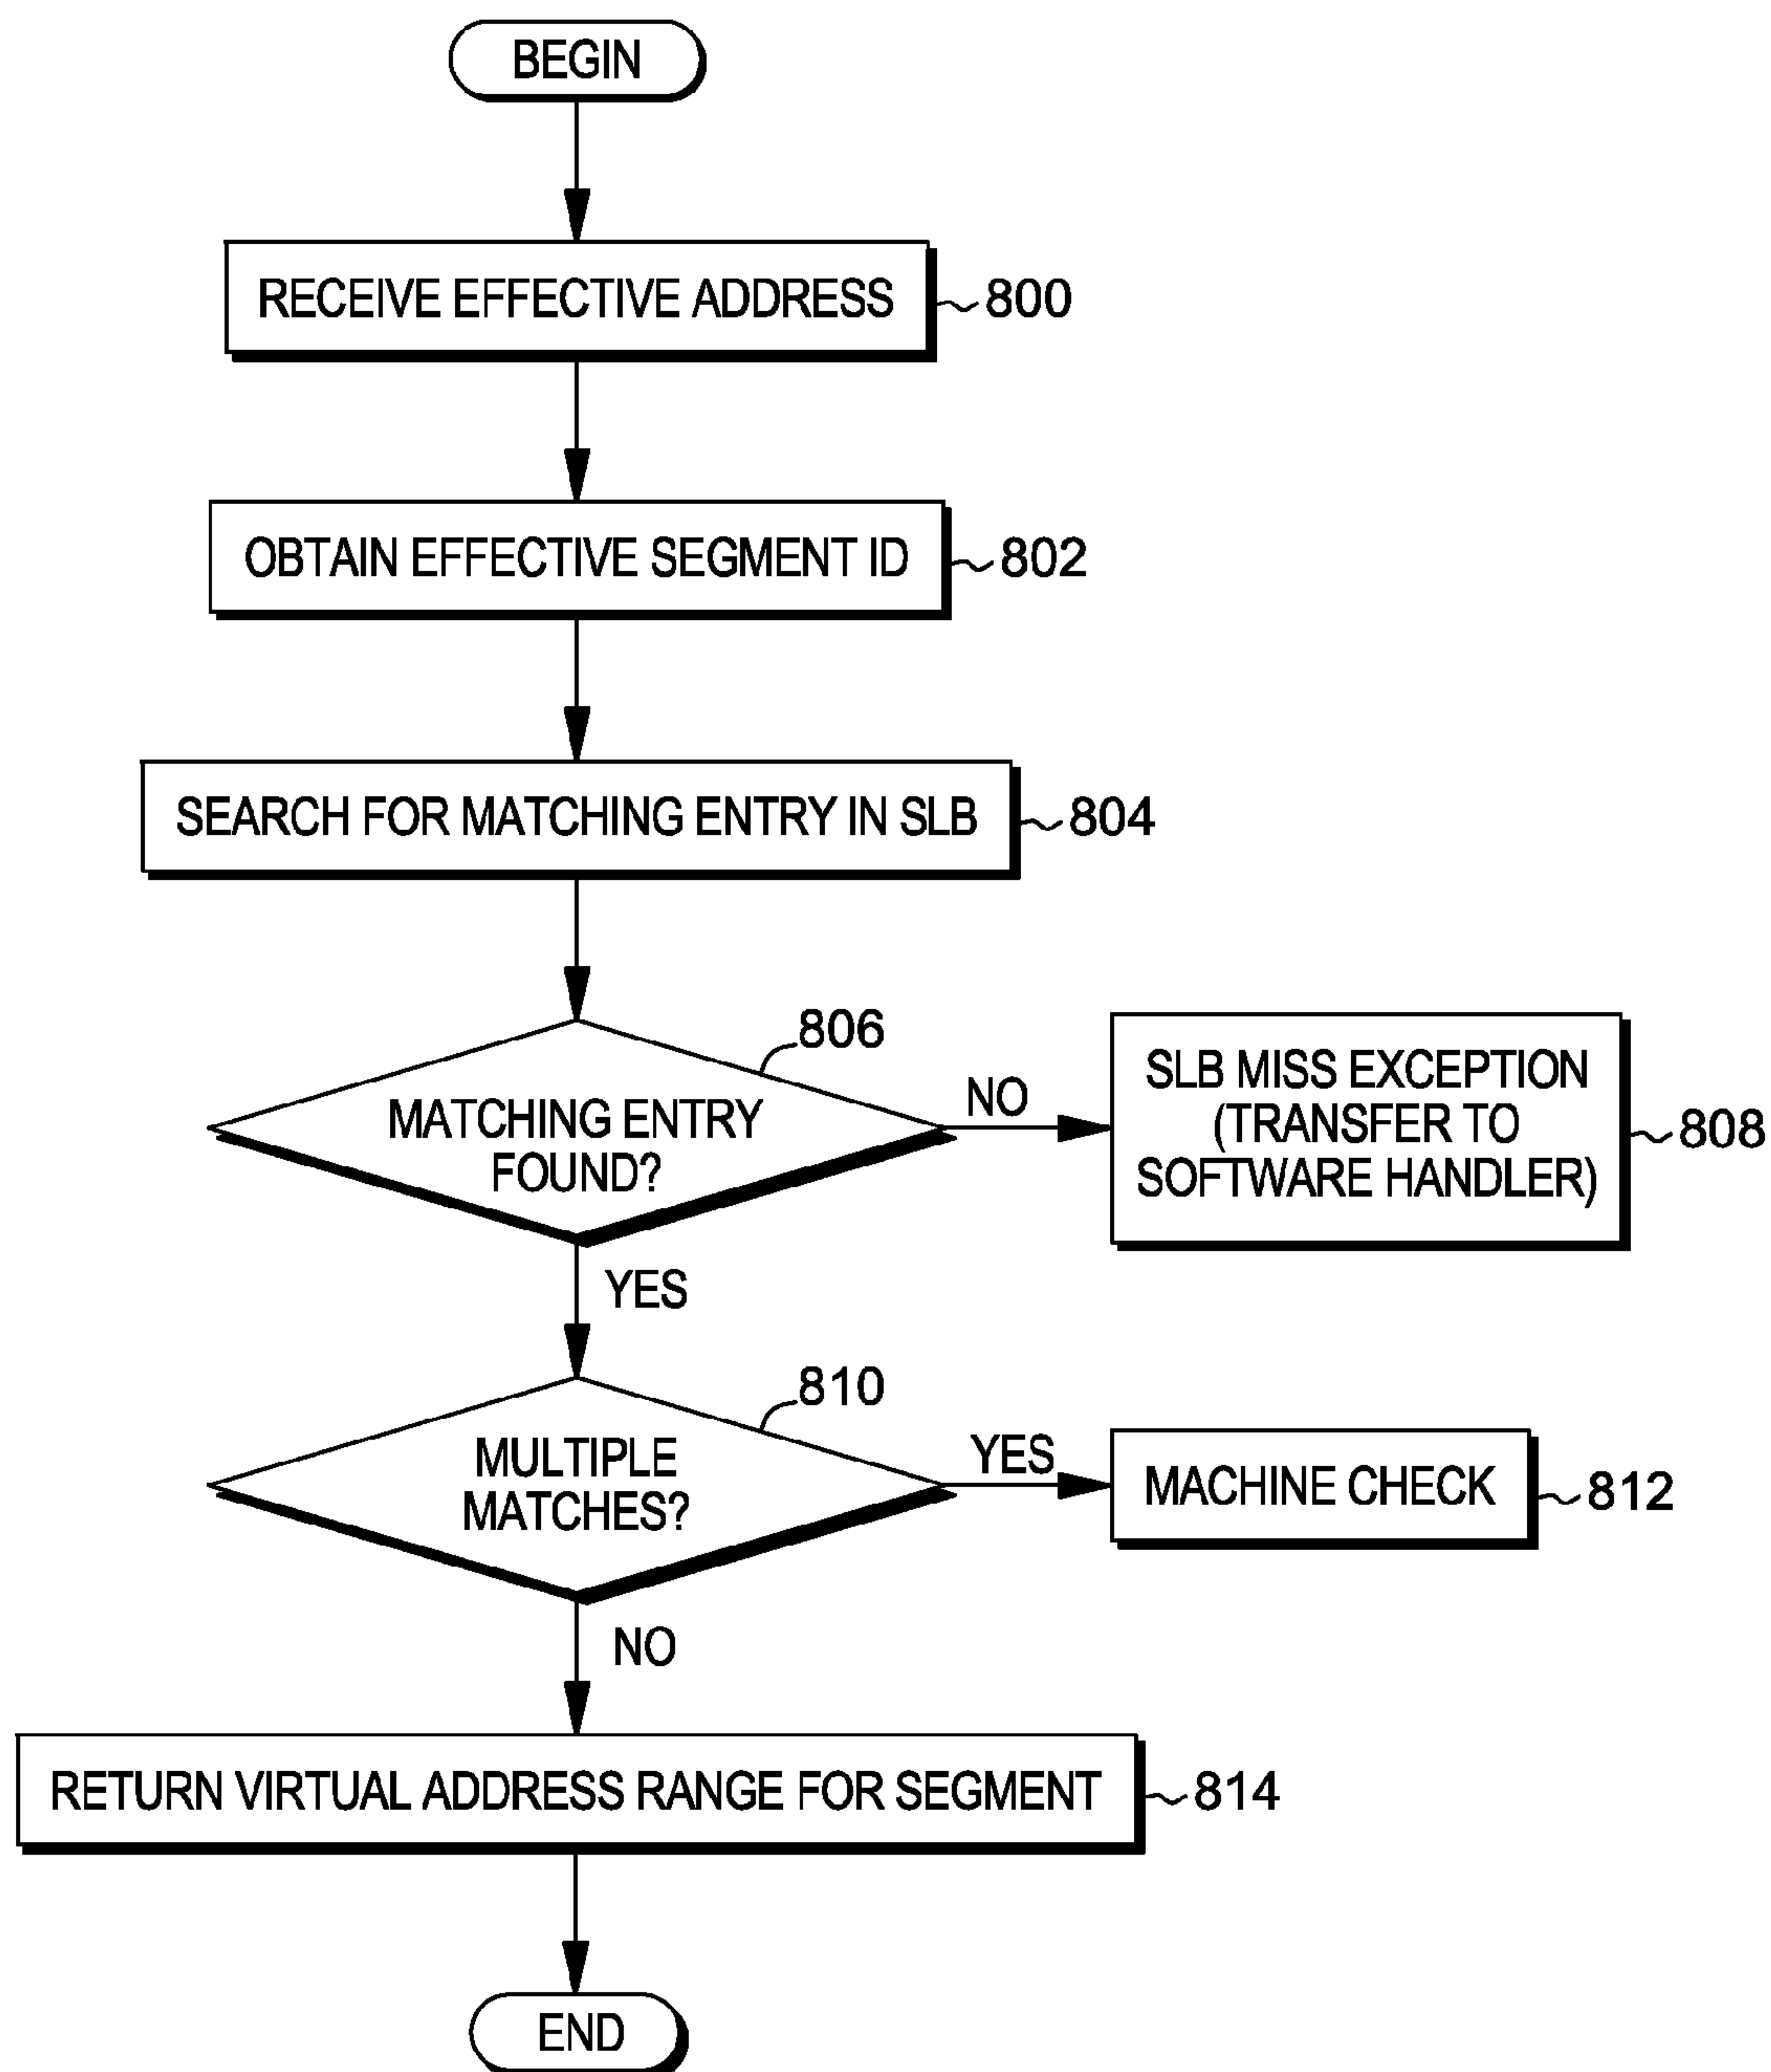 BEGIN
RECEIVE EFFECTIVE ADDRESS
800
OBTAIN EFFECTIVE SEGMENT ID
802
SEARCH FOR MATCHING ENTRY IN SLB
804
806
MATCHING ENTRY
FOUND?
NO
SLB MISS EXCEPTION
(TRANSFER TO
SOFTWARE HANDLER)
808
YES
810
MULTIPLE
MATCHES?
YES
MACHINE CHECK
812
NO
RETURN VIRTUAL ADDRESS RANGE FOR SEGMENT
814
END